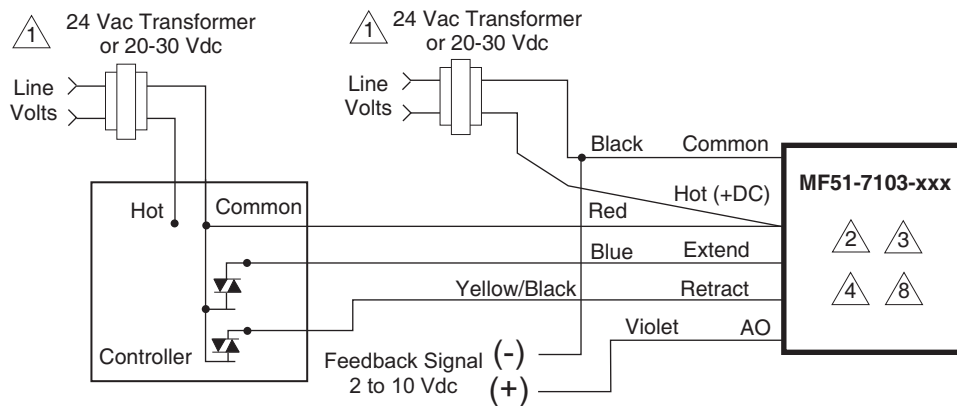 1
24 Vac Transformer
or 20-30 Vdc
Line
Volts
1
24 Vac Transformer
or 20-30 Vdc
Line
Volts
Black
Common
MF51-7103-xxx
Hot
Common
Hot (+DC)
Red
2
3
Blue
Extend
4
8
Yellow/Black
Retract
Violet
AO
Controller
Feedback Signal
2 to 10 Vdc
(-)
(+)